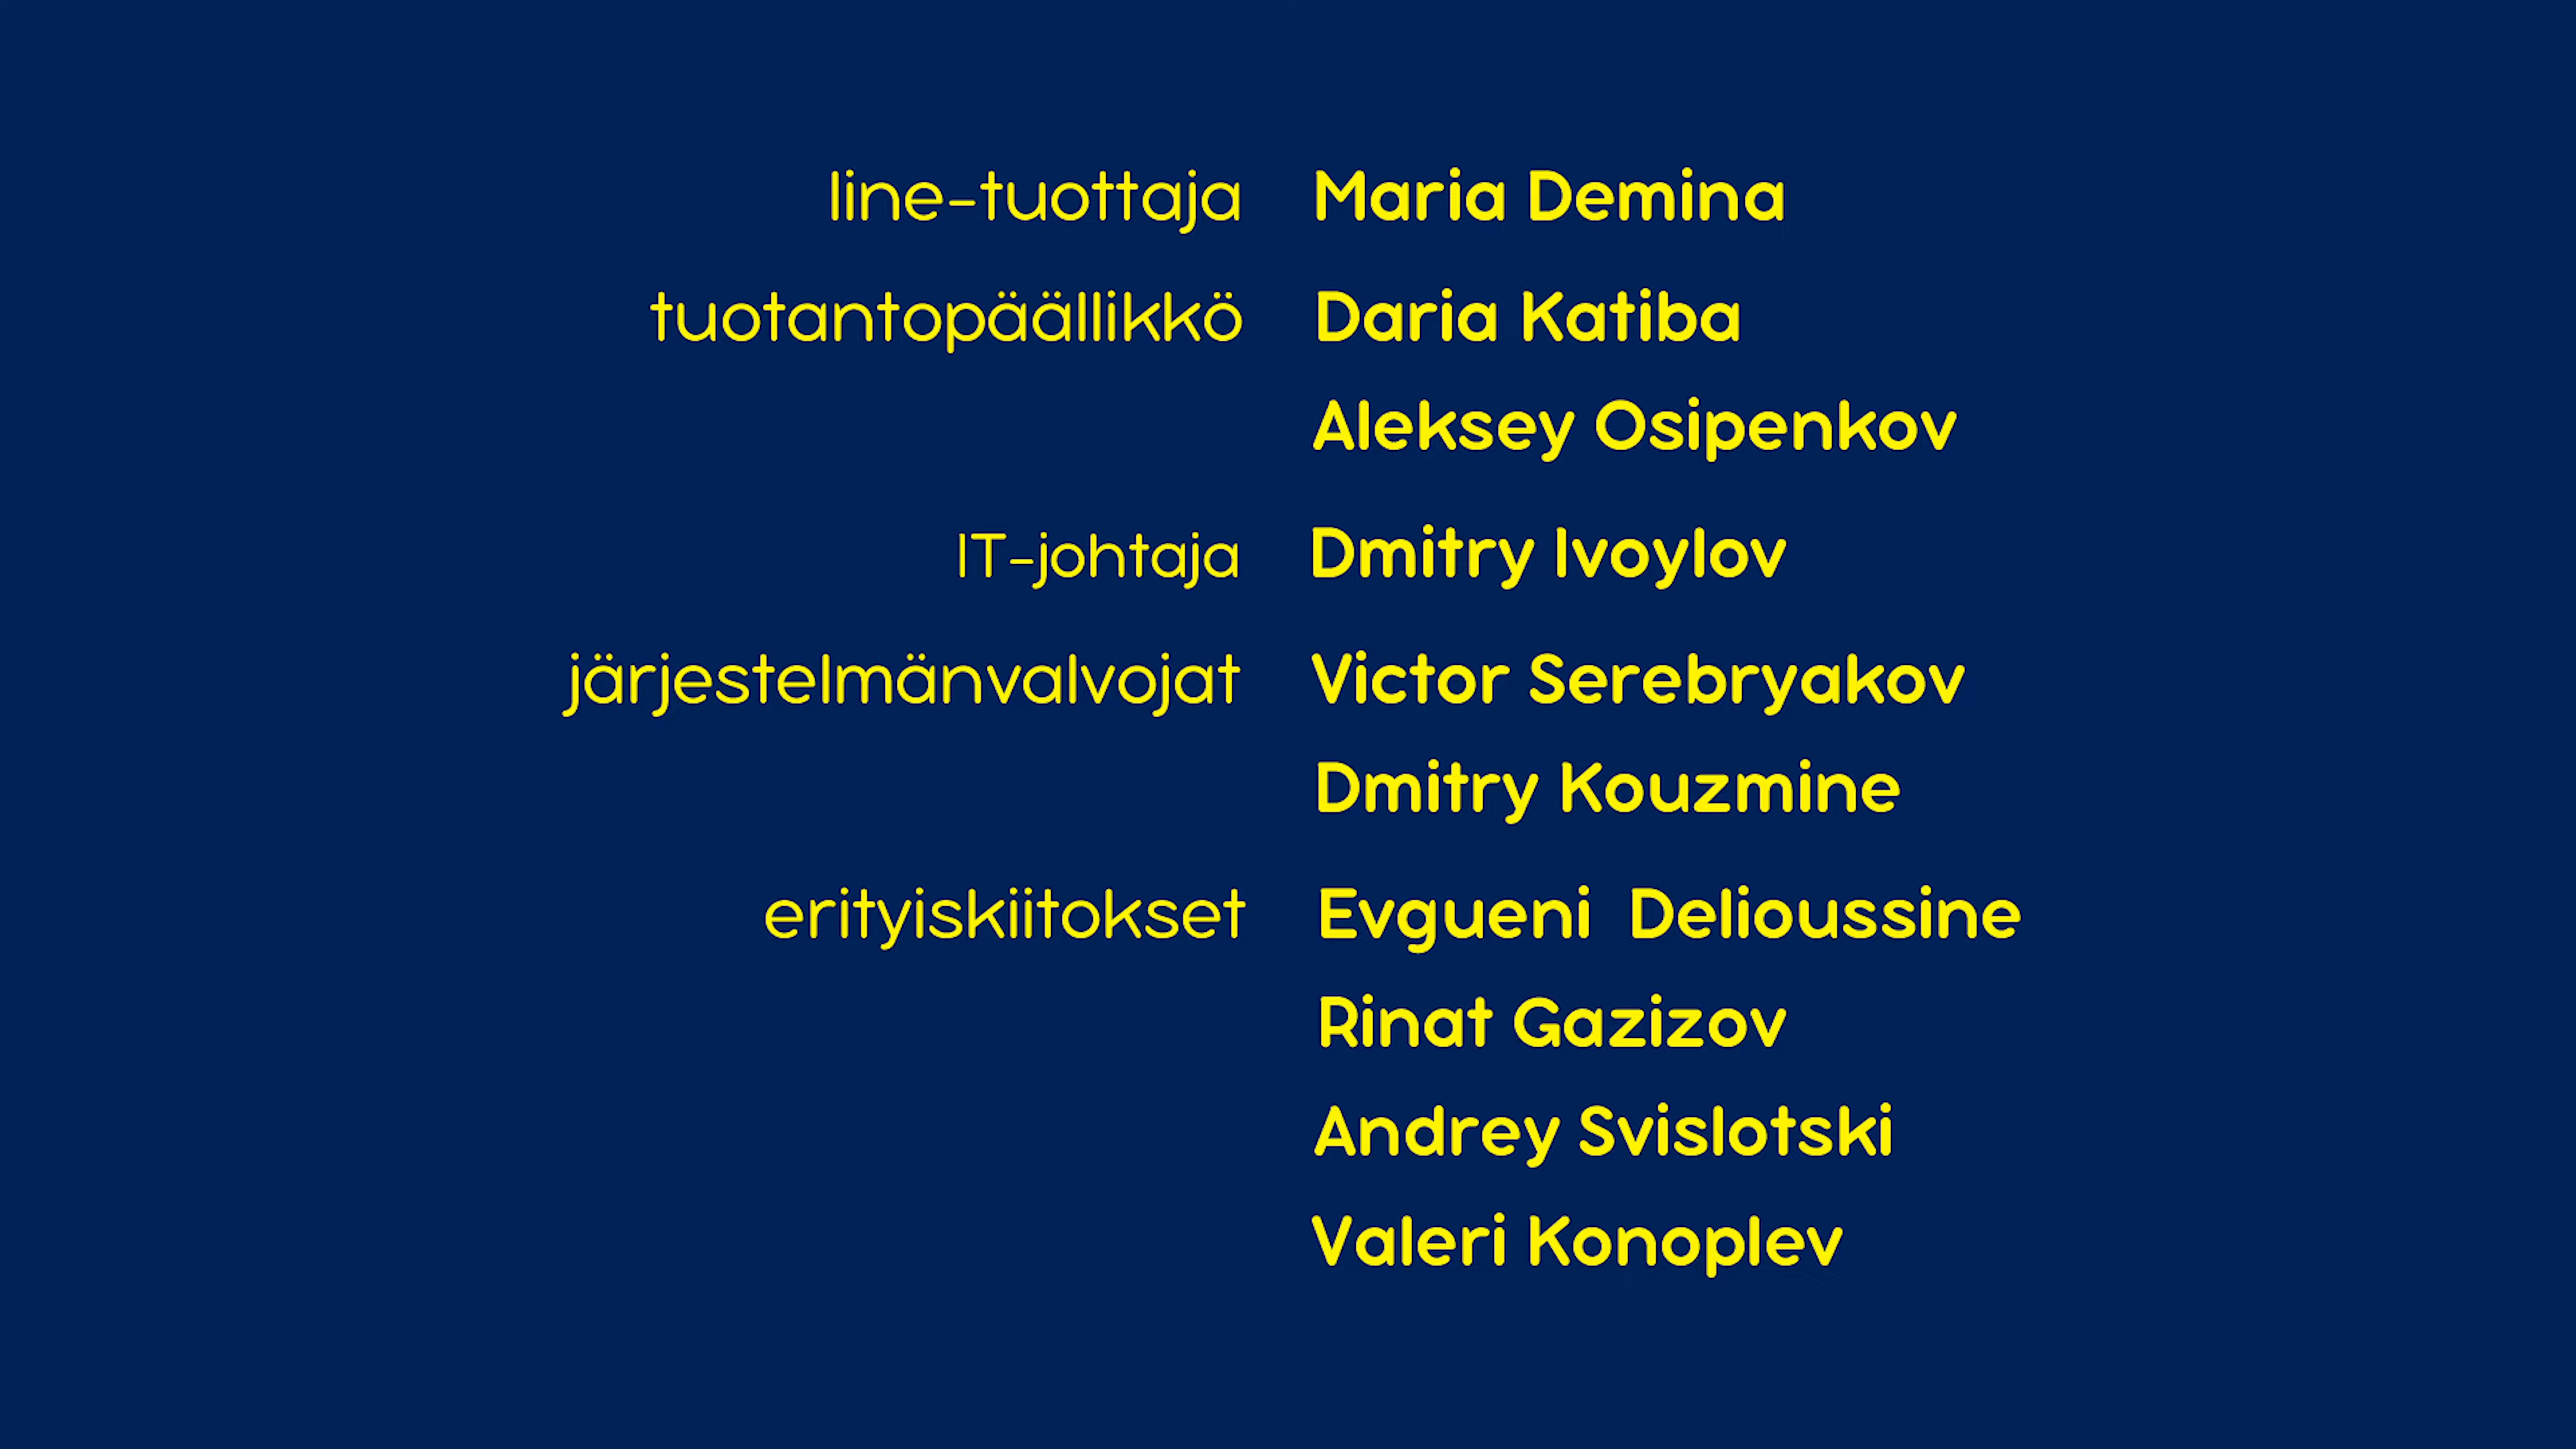 line-tuottaja Maria Demina
tuotantopäällikkö Daria Katiba
Aleksey Osipenkov
IT-johtaja Dmitry Ivoylov
järjestelmänvalvojat Victor Serebryakov
Dmitry Kouzmine
erityiskiitokset Evgueni Delioussine
Rinat Gazizov
Andrey Svislotski
Valeri Konoplev